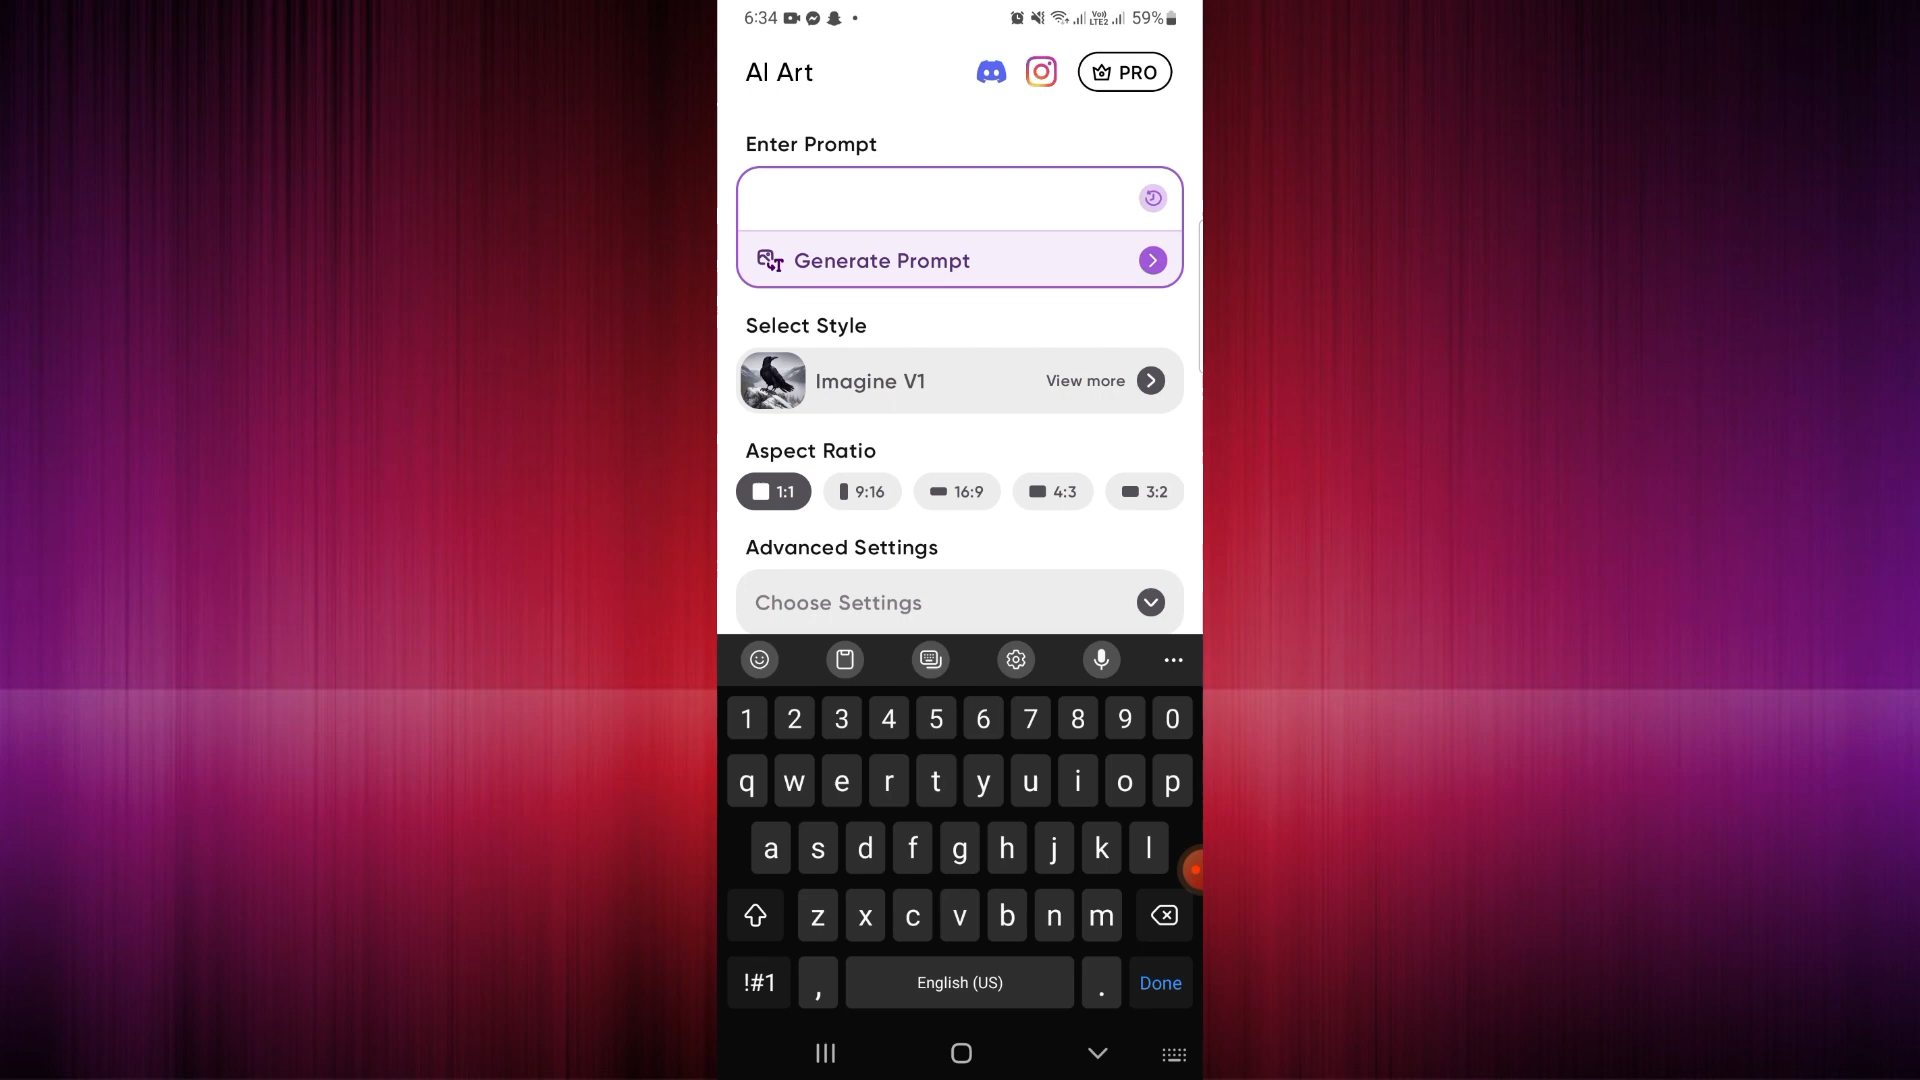 6:34 Vo) LTE2 59%
AI Art PRO
Enter Prompt
Generate Prompt
Select Style
Imagine V1 View more
Aspect Ratio
1:1 9:16 16:9 4:3 3:2
Advanced Settings
Choose Settings
1 2 3 4 5 6 7 8 9 0
q w e r t y u i o p
a s d f g h j k l
z x c v b n m
!#1 , English (US) . Done